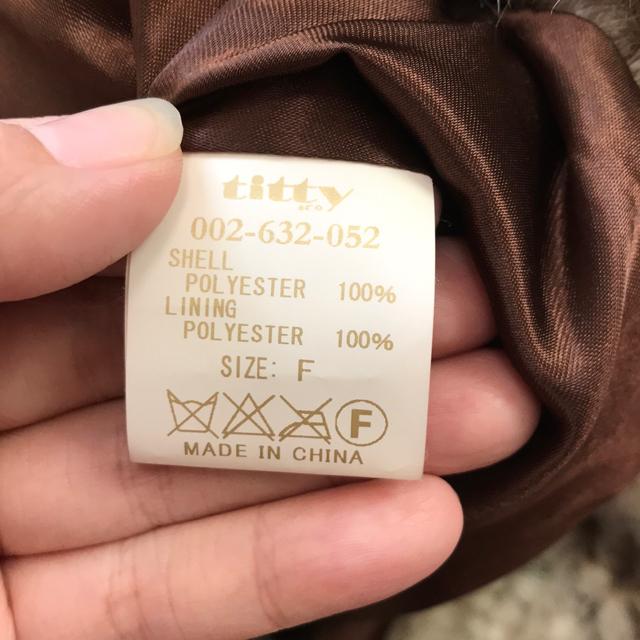 titty
&co
002-632-052
SHELL
POLYESTER 100%
LINING
POLYESTER 100%
SIZE: F
F
MADE IN CHINA